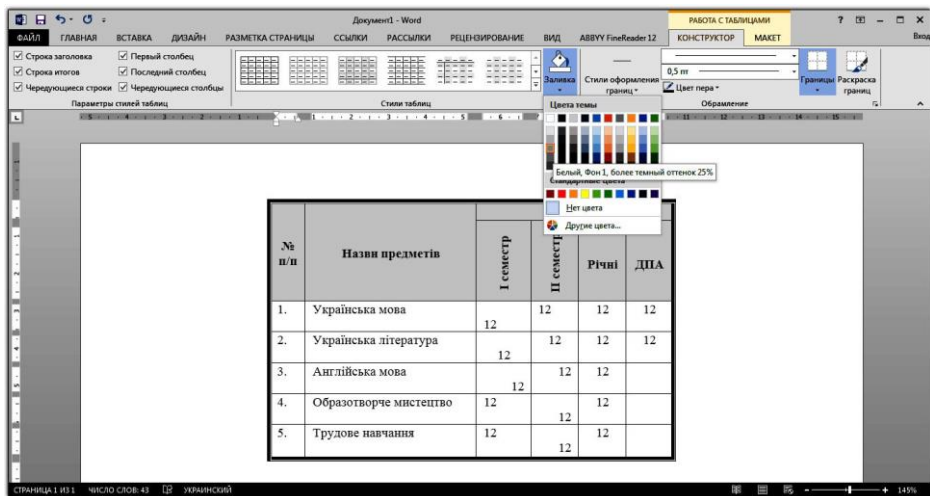 Документ1 - Word
РАБОТА С ТАБЛИЦАМИ
ФАЙЛ ГЛАВНАЯ ВСТАВКА ДИЗАЙН РАЗМЕТКА СТРАНИЦЫ ССЫЛКИ РАССЫЛКИ РЕЦЕНЗИРОВАНИЕ ВИД ABBYY FineReader 12 КОНСТРУКТОР МАКЕТ Вход
Строка заголовка Первый столбец
Строка итогов Последний столбец
Чередующиеся строки Чередующиеся столбцы
Параметры стилей таблиц
Стили таблиц
Заливка
Стили оформления границ
0,5 пт
Цвет пера
Границы
Раскраска границ
Обрамление
Цвета темы
Белый, Фон 1, более темный оттенок 25%
Стандартные цвета
Нет цвета
Другие цвета...
№ п/п Назви предметів І семестр ІІ семестр Річні ДПА
1. Українська мова 12 12 12 12
2. Українська література 12 12 12 12
3. Англійська мова 12 12 12
4. Образотворче мистецтво 12 12 12
5. Трудове навчання 12 12 12
СТРАНИЦА 1 ИЗ 1 ЧИСЛО СЛОВ: 43 УКРАИНСКИЙ 145%